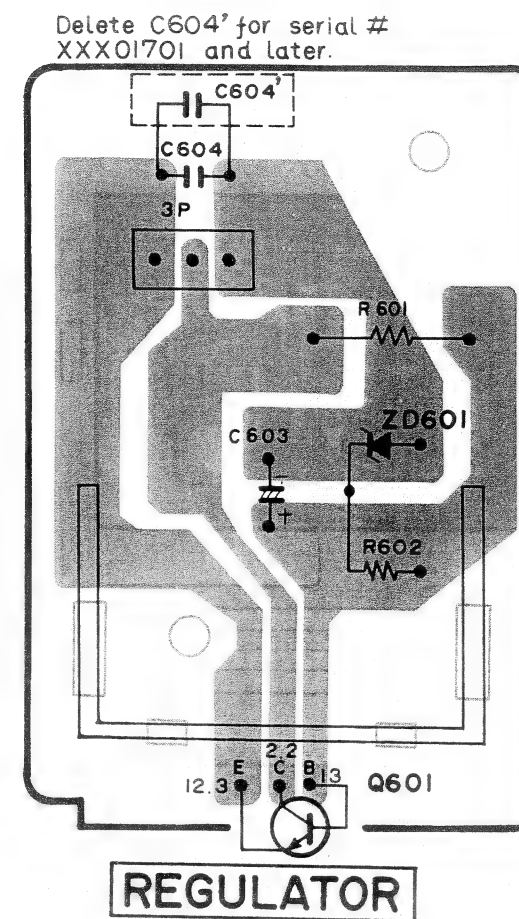 Delete C604' for serial #
XXX01701 and later.
C604'
C604
3P
R601
ZD601
C603
+
R602
2.2
E C B
12.3 13 Q601
REGULATOR